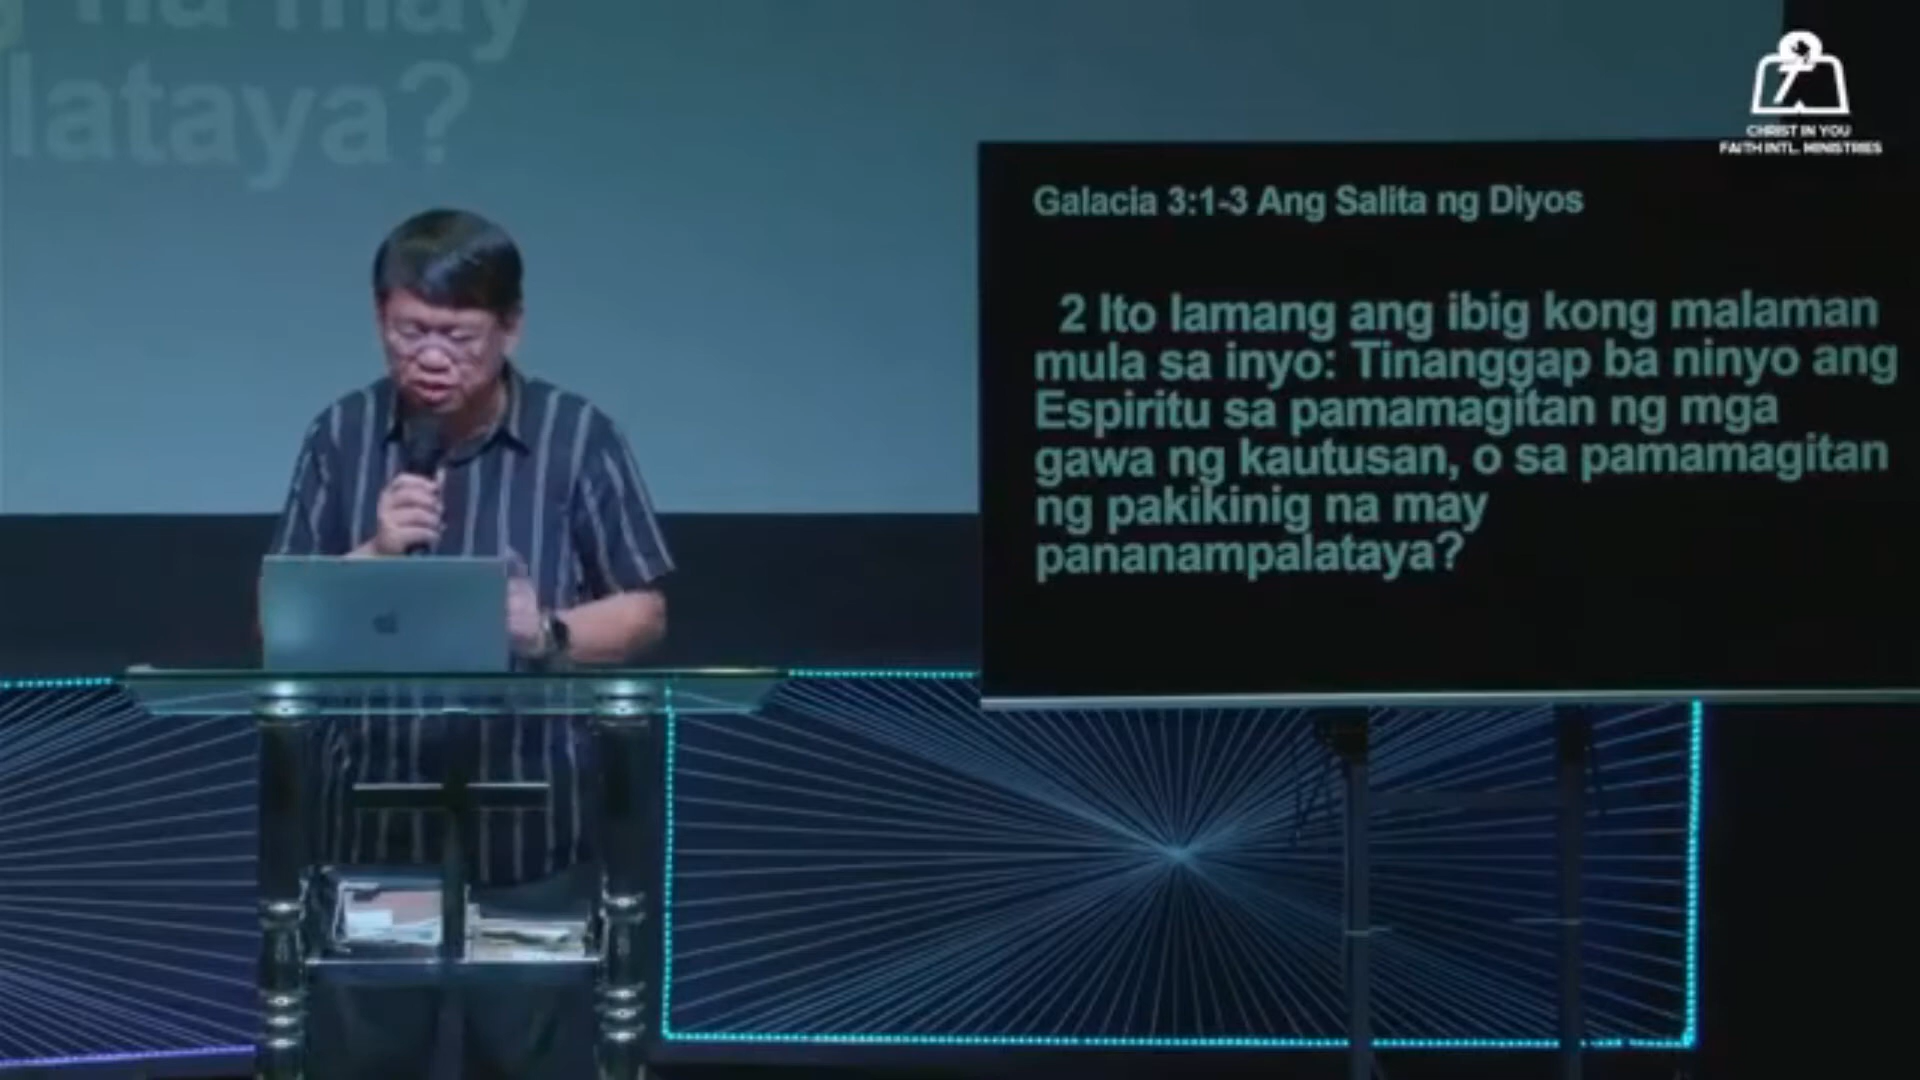 na may
lataya?
CHRIST IN YOU
FAITH INTL. MINISTRIES
Galacia 3:1-3 Ang Salita ng Diyos
2 Ito lamang ang ibig kong malaman
mula sa inyo: Tinanggap ba ninyo ang
Espiritu sa pamamagitan ng mga
gawa ng kautusan, o sa pamamagitan
ng pakikinig na may
pananampalataya?